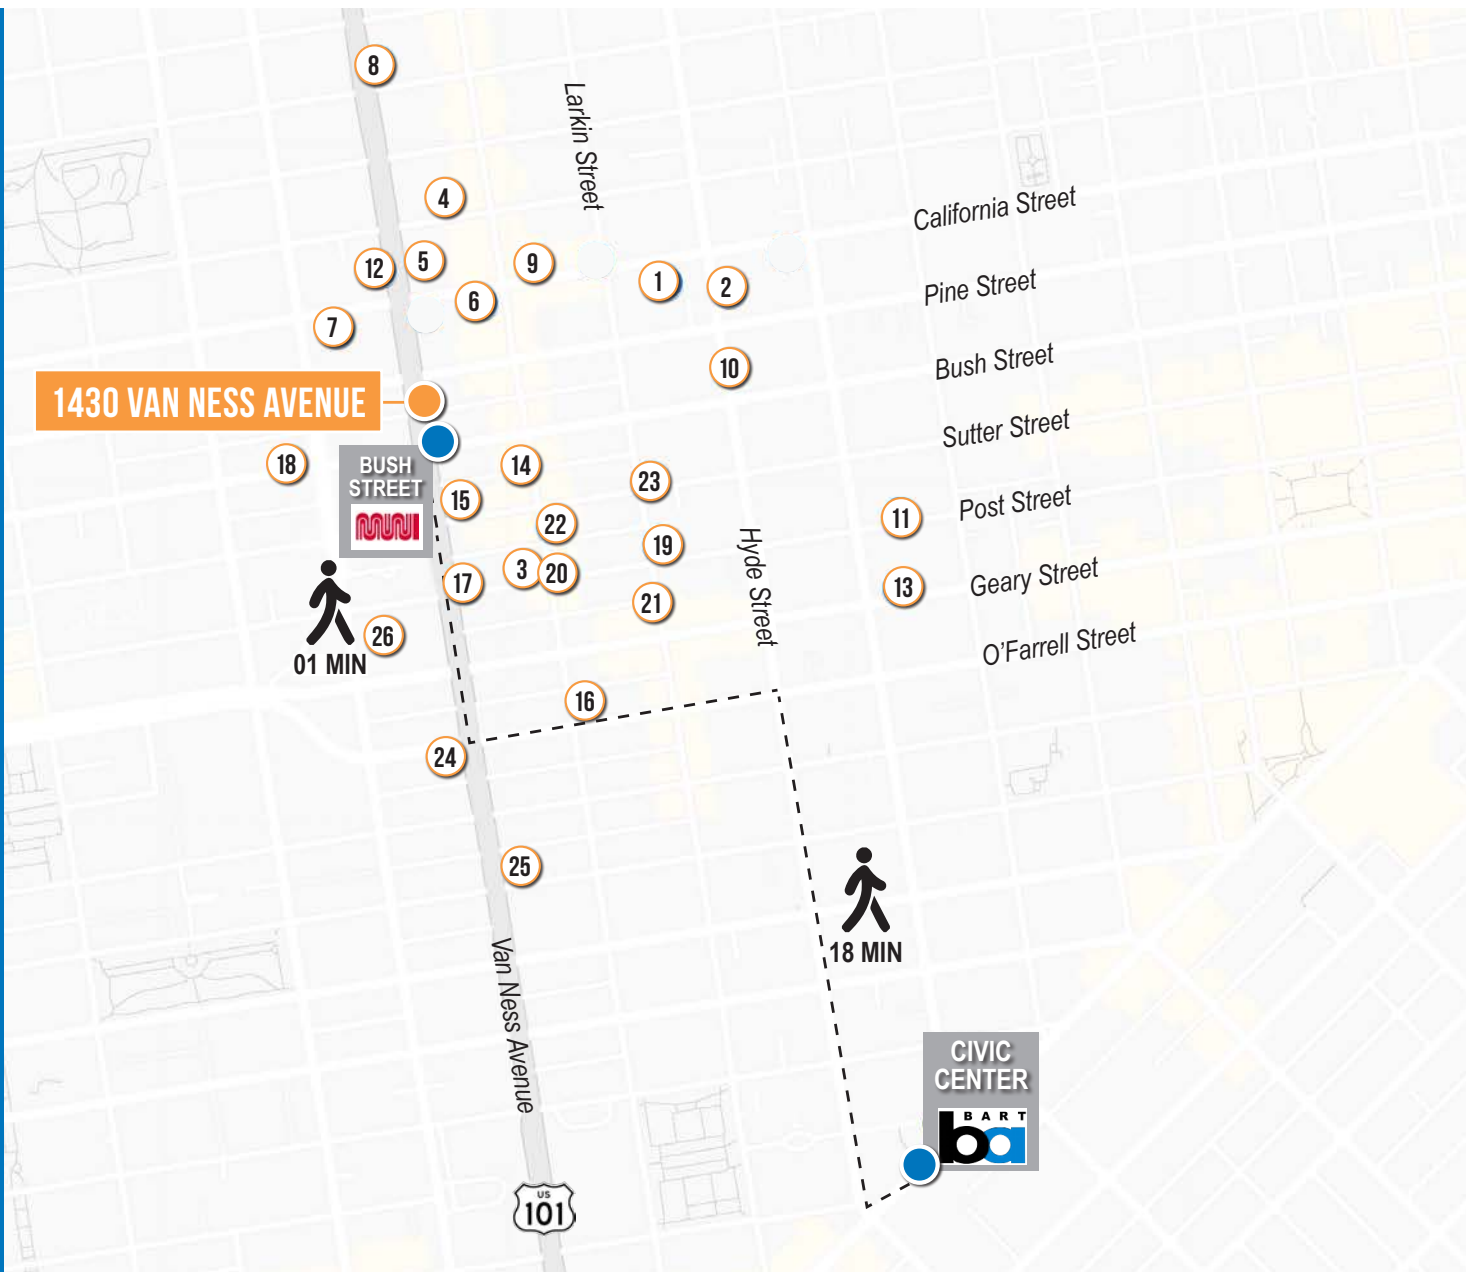 8
Larkin Street
4
California Street
12
5
9
1
2
Pine Street
6
7
10
Bush Street
1430 VAN NESS AVENUE
Sutter Street
18
BUSH
STREET
MUNI
14
15
23
22
11
Post Street
19
Hyde Street
17
3
20
21
13
Geary Street
26
01 MIN
O'Farrell Street
16
24
25
18 MIN
Van Ness Avenue
CIVIC
CENTER
BART
ba
US
101